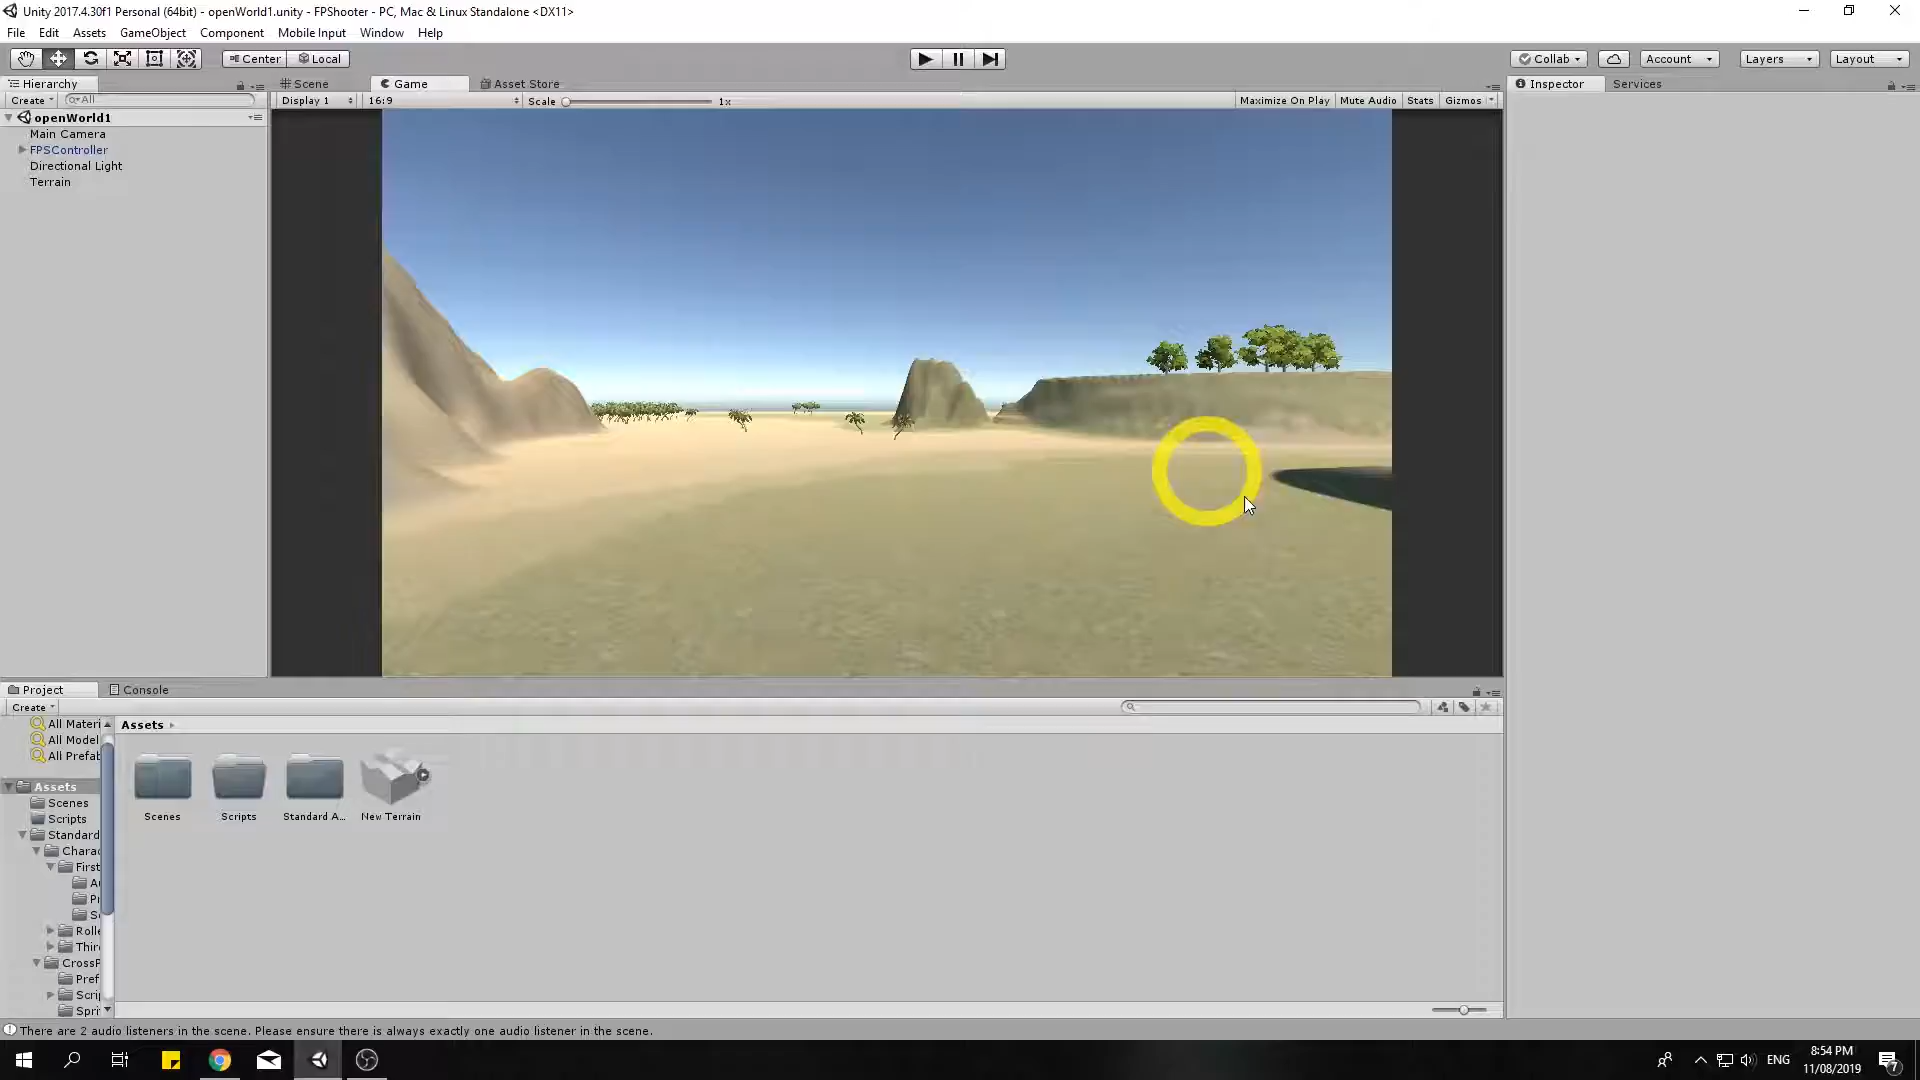 Unity 2017.4.30f1 Personal (64bit) - openWorld1.unity - FPShooter - PC, Mac & Linux Standalone <DX11>
File Edit Assets GameObject Component Mobile Input Window Help
Center Local Collab Account Layers Layout
Hierarchy Scene Game Asset Store Inspector Services
Create All Display 1 16:9 Scale 1x Maximize On Play Mute Audio Stats Gizmos
openWorld1
Main Camera
FPSController
Directional Light
Terrain
Project Console
Create
All Materi
All Model
All Prefab
Assets
Scenes
Scripts
Standard
Charac
First
Rolle
Thir
CrossP
Pref
Scrip
Sprit
Assets
Scenes Scripts Standard A... New Terrain
There are 2 audio listeners in the scene. Please ensure there is always exactly one audio listener in the scene.
ENG
8:54 PM
11/08/2019
7